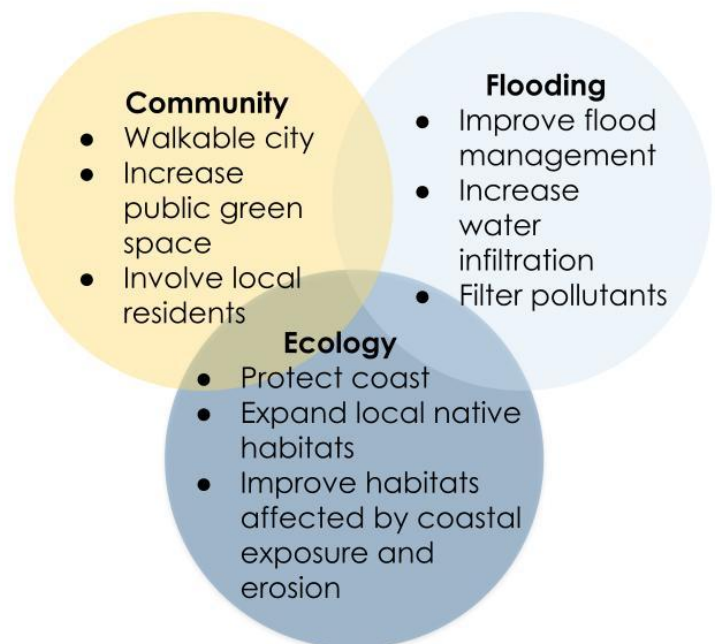 Community
● Walkable city
● Increase
public green
space
● Involve local
residents
Flooding
● Improve flood
management
● Increase
water
infiltration
● Filter pollutants
Ecology
● Protect coast
● Expand local native
habitats
● Improve habitats
affected by coastal
exposure and
erosion